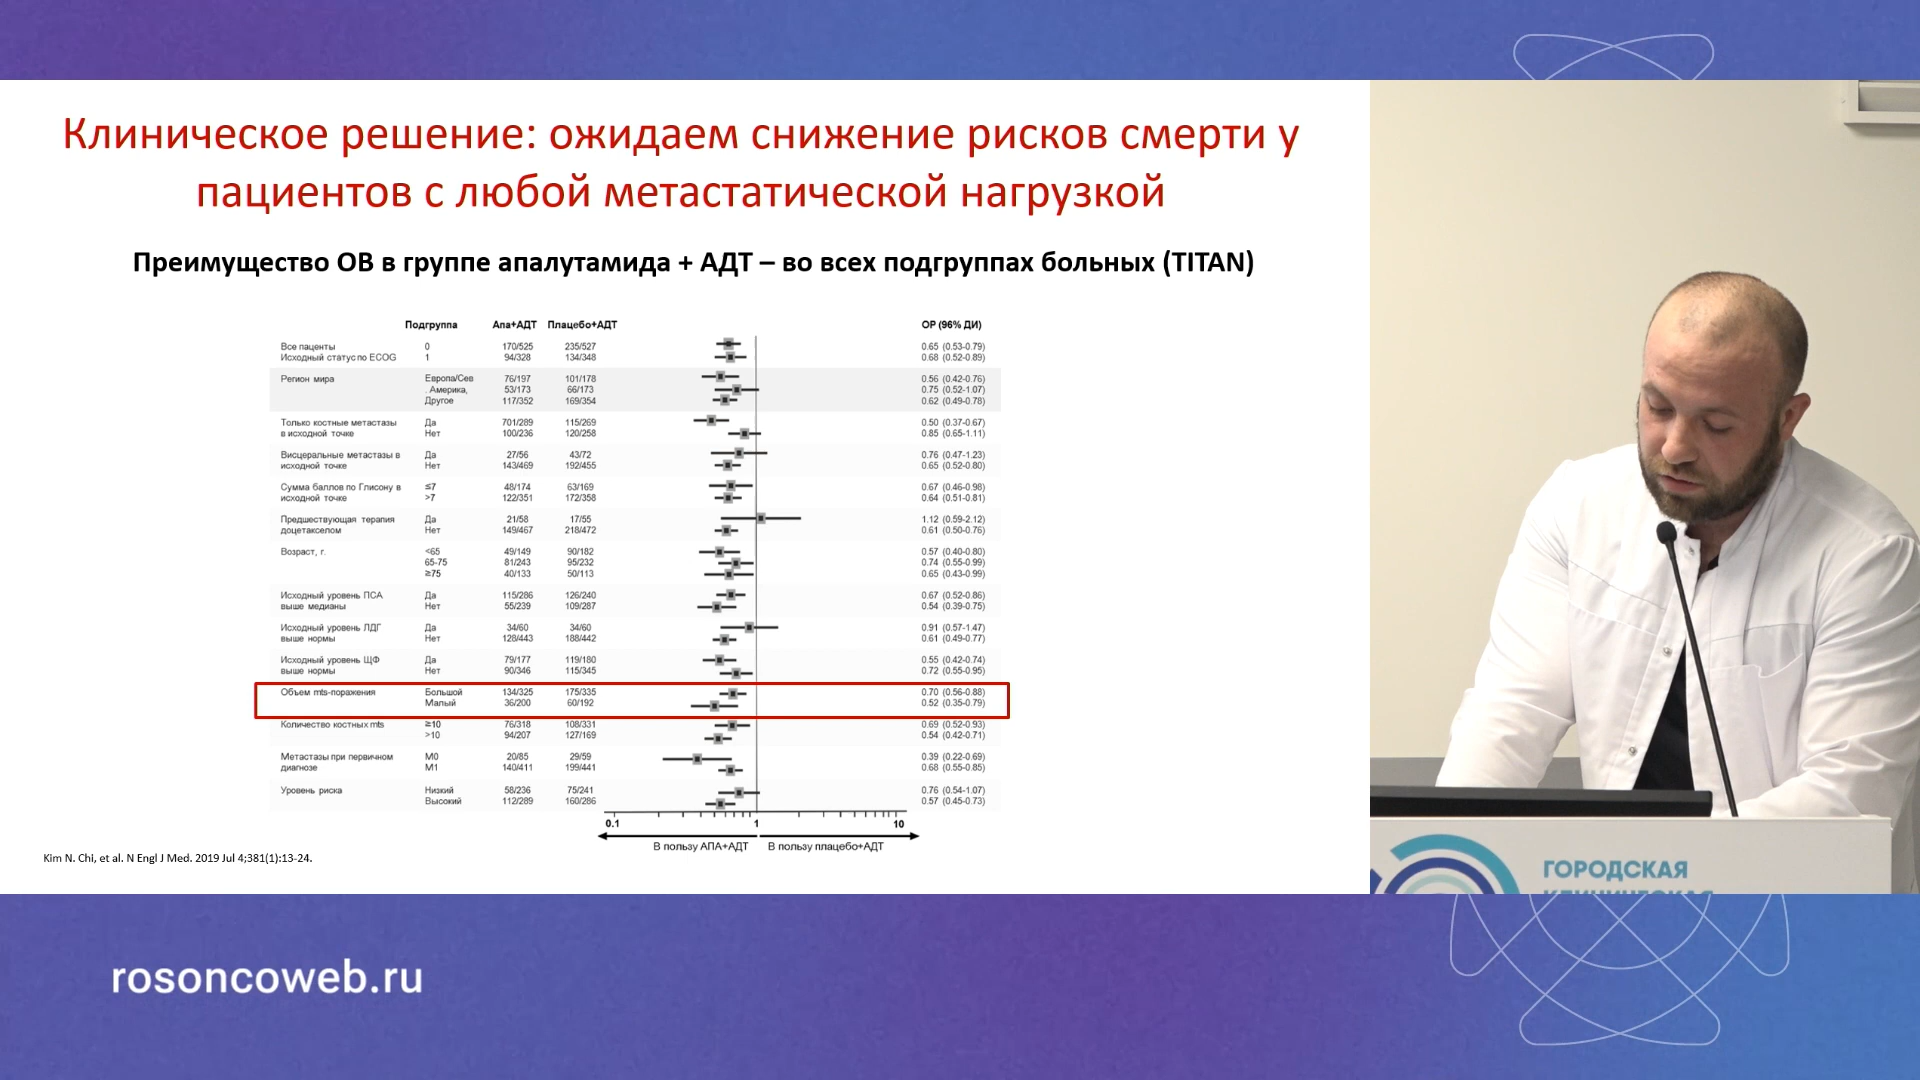 Клиническое решение: ожидаем снижение рисков смерти у
пациентов с любой метастатической нагрузкой
Преимущество ОВ в группе апалутамида + АДТ – во всех подгруппах больных (TITAN)
Подгруппа Апа+АДТ Плацебо+АДТ ОР (96% ДИ)
Все пациенты 0 170/525 235/527 0.65 (0.53-0.79)
Исходный статус по ECOG 1 94/328 134/348 0.68 (0.52-0.89)
Регион мира Европа/Сев 76/197 101/178 0.56 (0.42-0.76)
. Америка, 53/173 66/173 0.75 (0.52-1.07)
Другое 117/352 169/354 0.62 (0.49-0.78)
Только костные метастазы Да 701/289 115/269 0.50 (0.37-0.67)
в исходной точке Нет 100/236 120/258 0.85 (0.65-1.11)
Висцеральные метастазы в Да 27/56 43/72 0.76 (0.47-1.23)
исходной точке Нет 143/469 192/455 0.65 (0.52-0.80)
Сумма баллов по Глисону в ≤7 48/174 63/169 0.67 (0.46-0.98)
исходной точке >7 122/351 172/358 0.64 (0.51-0.81)
Предшествующая терапия Да 21/58 17/55 1.12 (0.59-2.12)
доцетакселом Нет 149/467 218/472 0.61 (0.50-0.76)
Возраст, г. <65 49/149 90/182 0.57 (0.40-0.80)
65-75 81/243 95/232 0.74 (0.55-0.99)
≥75 40/133 50/113 0.65 (0.43-0.99)
Исходный уровень ПСА Да 115/286 126/240 0.67 (0.52-0.86)
выше медианы Нет 55/239 109/287 0.54 (0.39-0.75)
Исходный уровень ЛДГ Да 34/60 34/60 0.91 (0.57-1.47)
выше нормы Нет 128/443 188/442 0.61 (0.49-0.77)
Исходный уровень ЩФ Да 79/177 119/180 0.55 (0.42-0.74)
выше нормы Нет 90/346 115/345 0.72 (0.55-0.95)
Объем mts-поражения Большой 134/325 175/335 0.70 (0.56-0.88)
Малый 36/200 60/192 0.52 (0.35-0.79)
Количество костных mts ≥10 76/318 108/331 0.69 (0.52-0.93)
>10 94/207 127/169 0.54 (0.42-0.71)
Метастазы при первичном М0 20/85 29/59 0.39 (0.22-0.69)
диагнозе М1 140/411 199/441 0.68 (0.55-0.85)
Уровень риска Низкий 58/236 75/241 0.76 (0.54-1.07)
Высокий 112/289 160/286 0.57 (0.45-0.73)
0.1 1 10
В пользу АПА+АДТ В пользу плацебо+АДТ
Kim N. Chi, et al. N Engl J Med. 2019 Jul 4;381(1):13-24.
ГОРОДСКАЯ
КЛИНИЧЕСКАЯ
rosoncoweb.ru